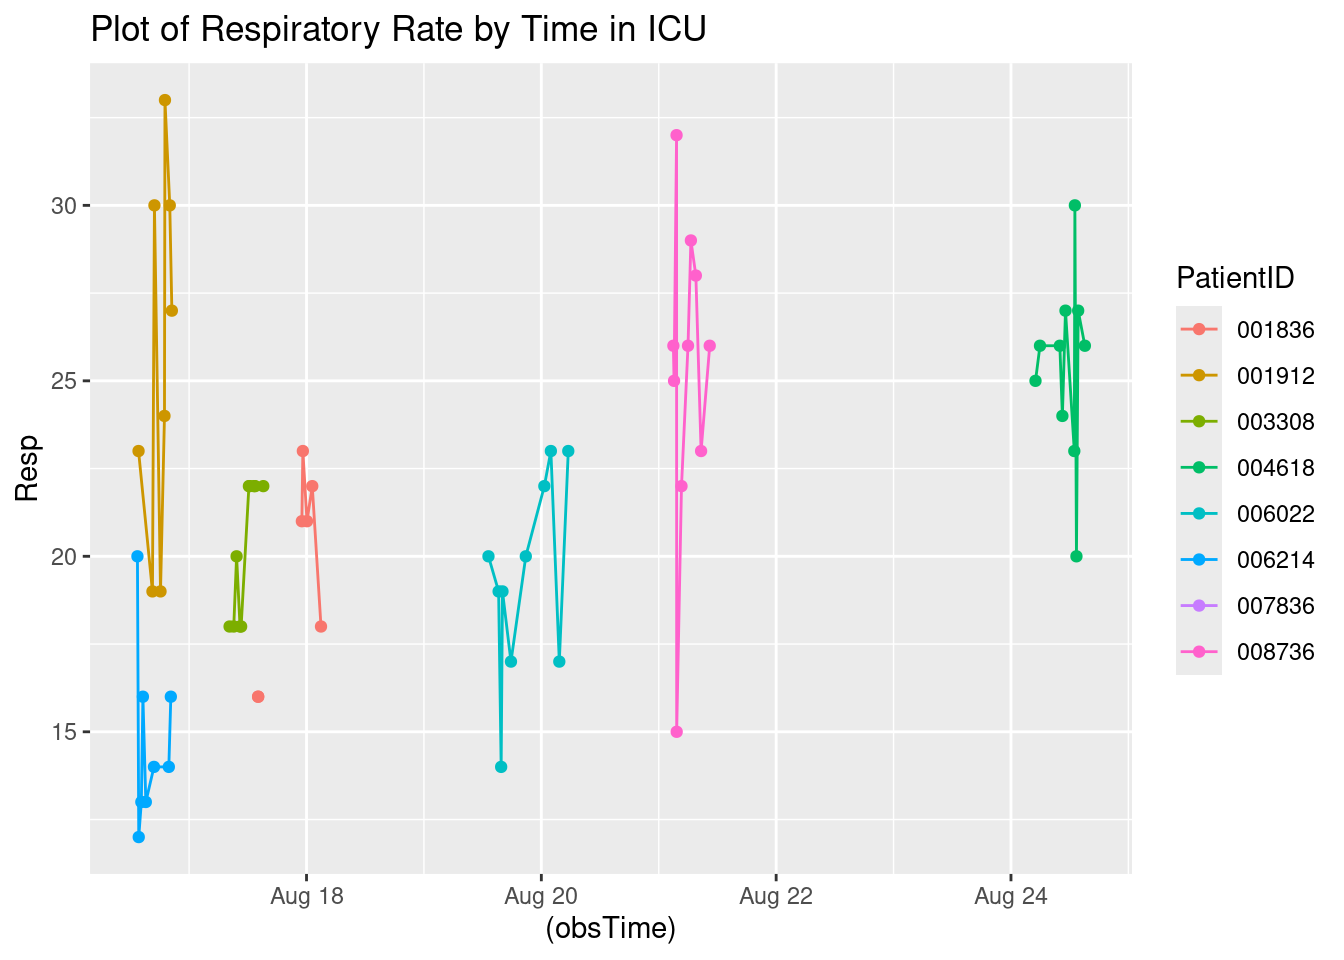 Plot of Respiratory Rate by Time in ICU
Resp
30
25
20
15
Aug 18
Aug 20
Aug 22
Aug 24
(obsTime)
PatientID
001836
001912
003308
004618
006022
006214
007836
008736